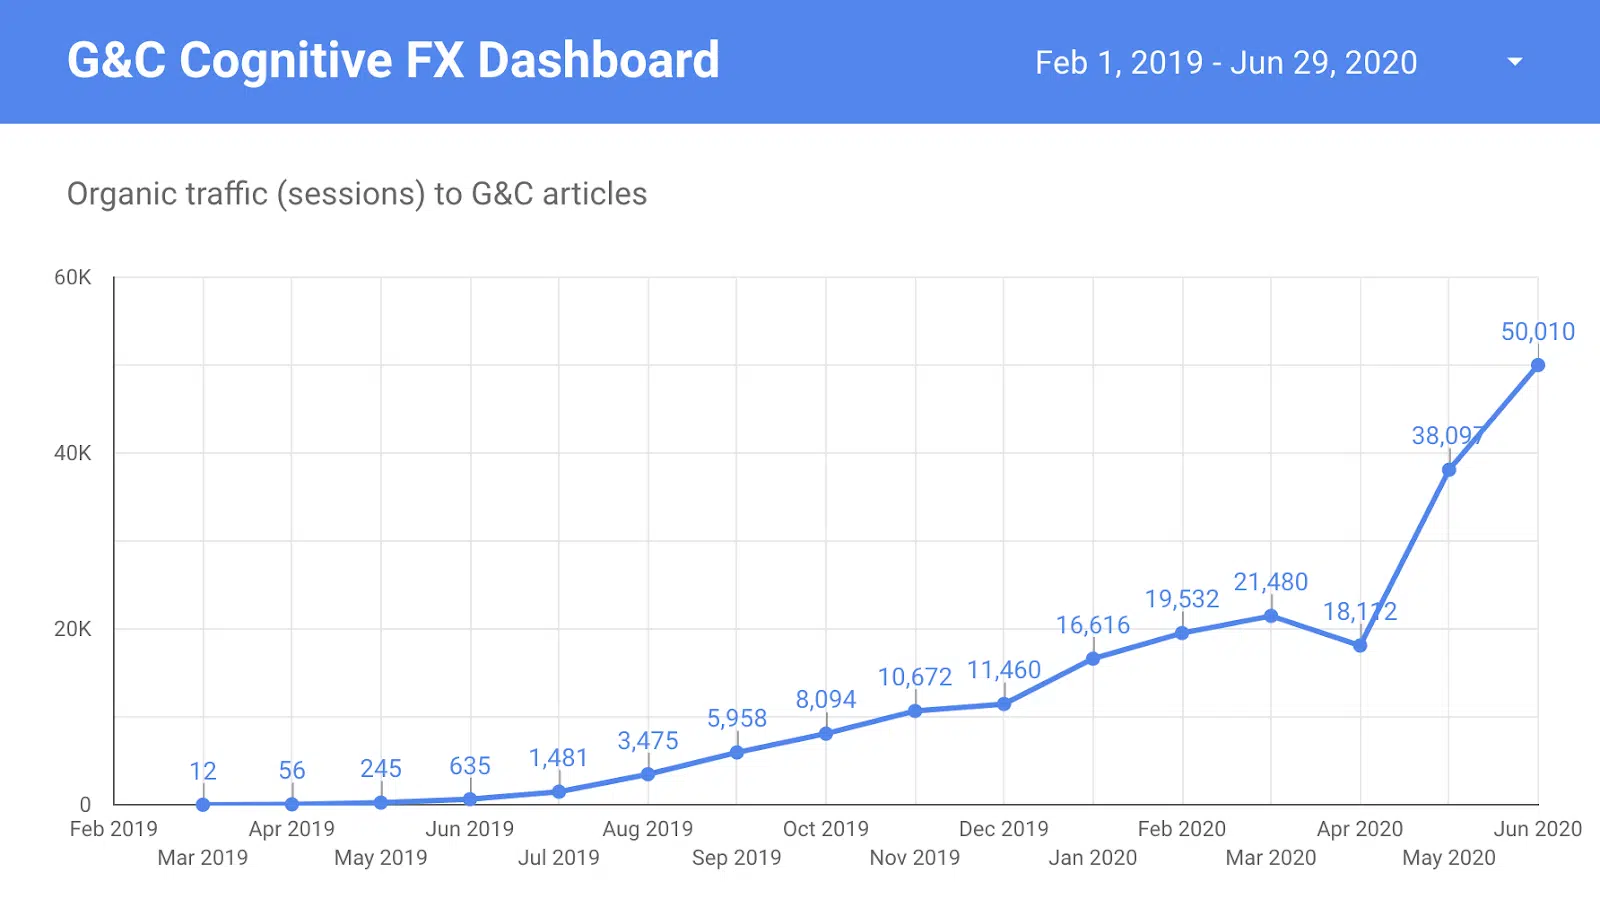 G&C Cognitive FX Dashboard
Feb 1, 2019 - Jun 29, 2020
Organic traffic (sessions) to G&C articles
60K
40K
20K
0
12
56
245
635
1,481
3,475
5,958
8,094
10,672
11,460
16,616
19,532
21,480
18,112
38,097
50,010
Feb 2019
Mar 2019
Apr 2019
May 2019
Jun 2019
Jul 2019
Aug 2019
Sep 2019
Oct 2019
Nov 2019
Dec 2019
Jan 2020
Feb 2020
Mar 2020
Apr 2020
May 2020
Jun 2020